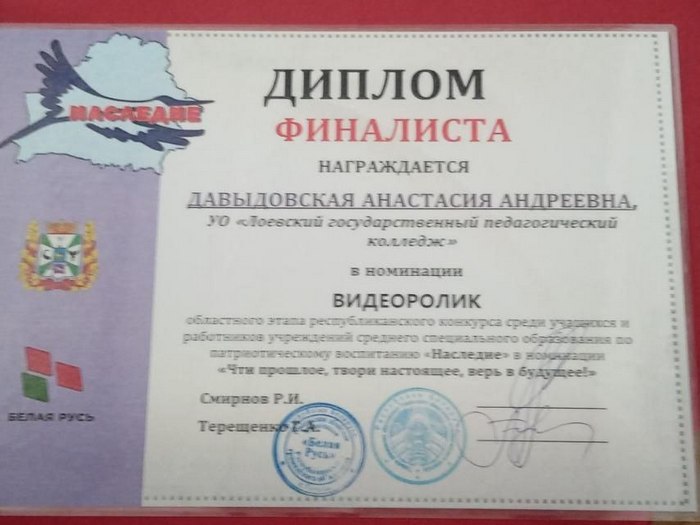 НАСЛЕДИЕ
ДИПЛОМ
ФИНАЛИСТА
НАГРАЖДАЕТСЯ
ДАВЫДОВСКАЯ АНАСТАСИЯ АНДРЕЕВНА,
УО «Лоевский государственный педагогический
колледж»
в номинации
ВИДЕОРОЛИК
областного этапа республиканского конкурса среди учащихся и
работников учреждений среднего специального образования по
патриотическому воспитанию «Наследие» в номинации
«Чти прошлое, твори настоящее, верь в будущее!»
Смирнов Р.И.
Терещенко Г.А.
БЕЛАЯ РУСЬ
«Белая
Русь»